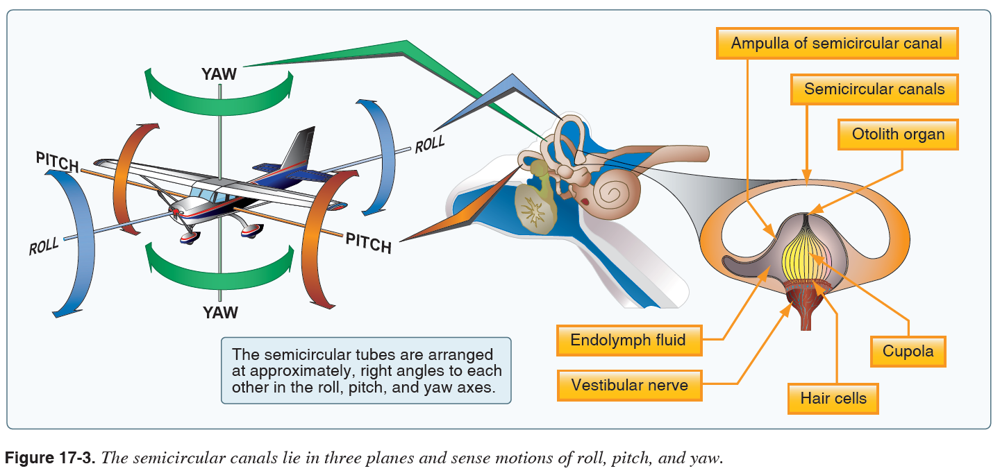 YAW
PITCH
ROLL
ROLL
PITCH
YAW
The semicircular tubes are arranged
at approximately, right angles to each
other in the roll, pitch, and yaw axes.
Ampulla of semicircular canal
Semicircular canals
Otolith organ
Endolymph fluid
Cupola
Vestibular nerve
Hair cells
Figure 17-3. The semicircular canals lie in three planes and sense motions of roll, pitch, and yaw.